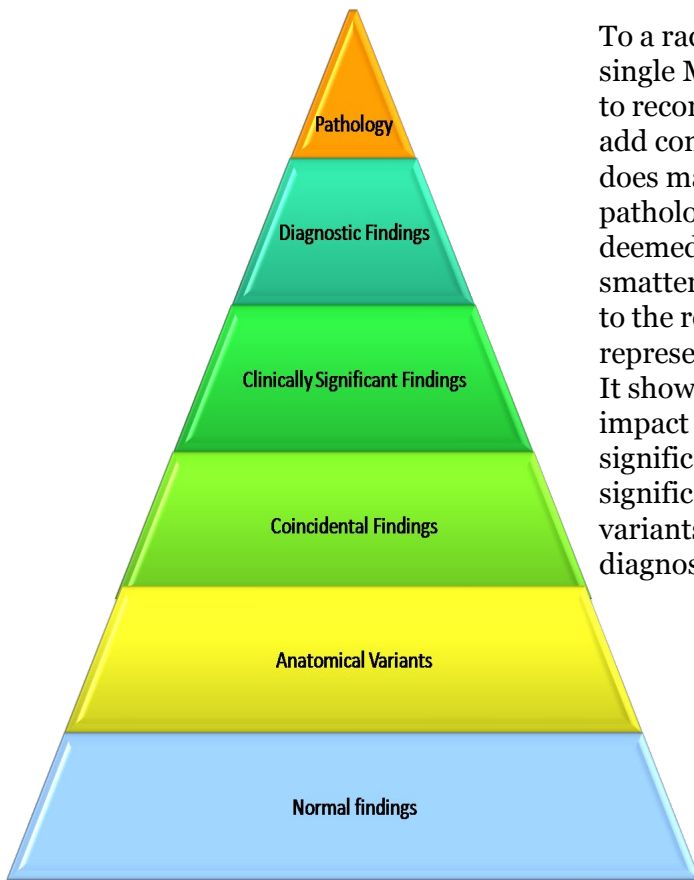 Pathology
Diagnostic Findings
Clinically Significant Findings
Coincidental Findings
Anatomical Variants
Normal findings
To a rad
single M
to recor
add con
does ma
patholo
deemed
smatter
to the re
represe
It show
impact
signific
signific
variants
diagnos